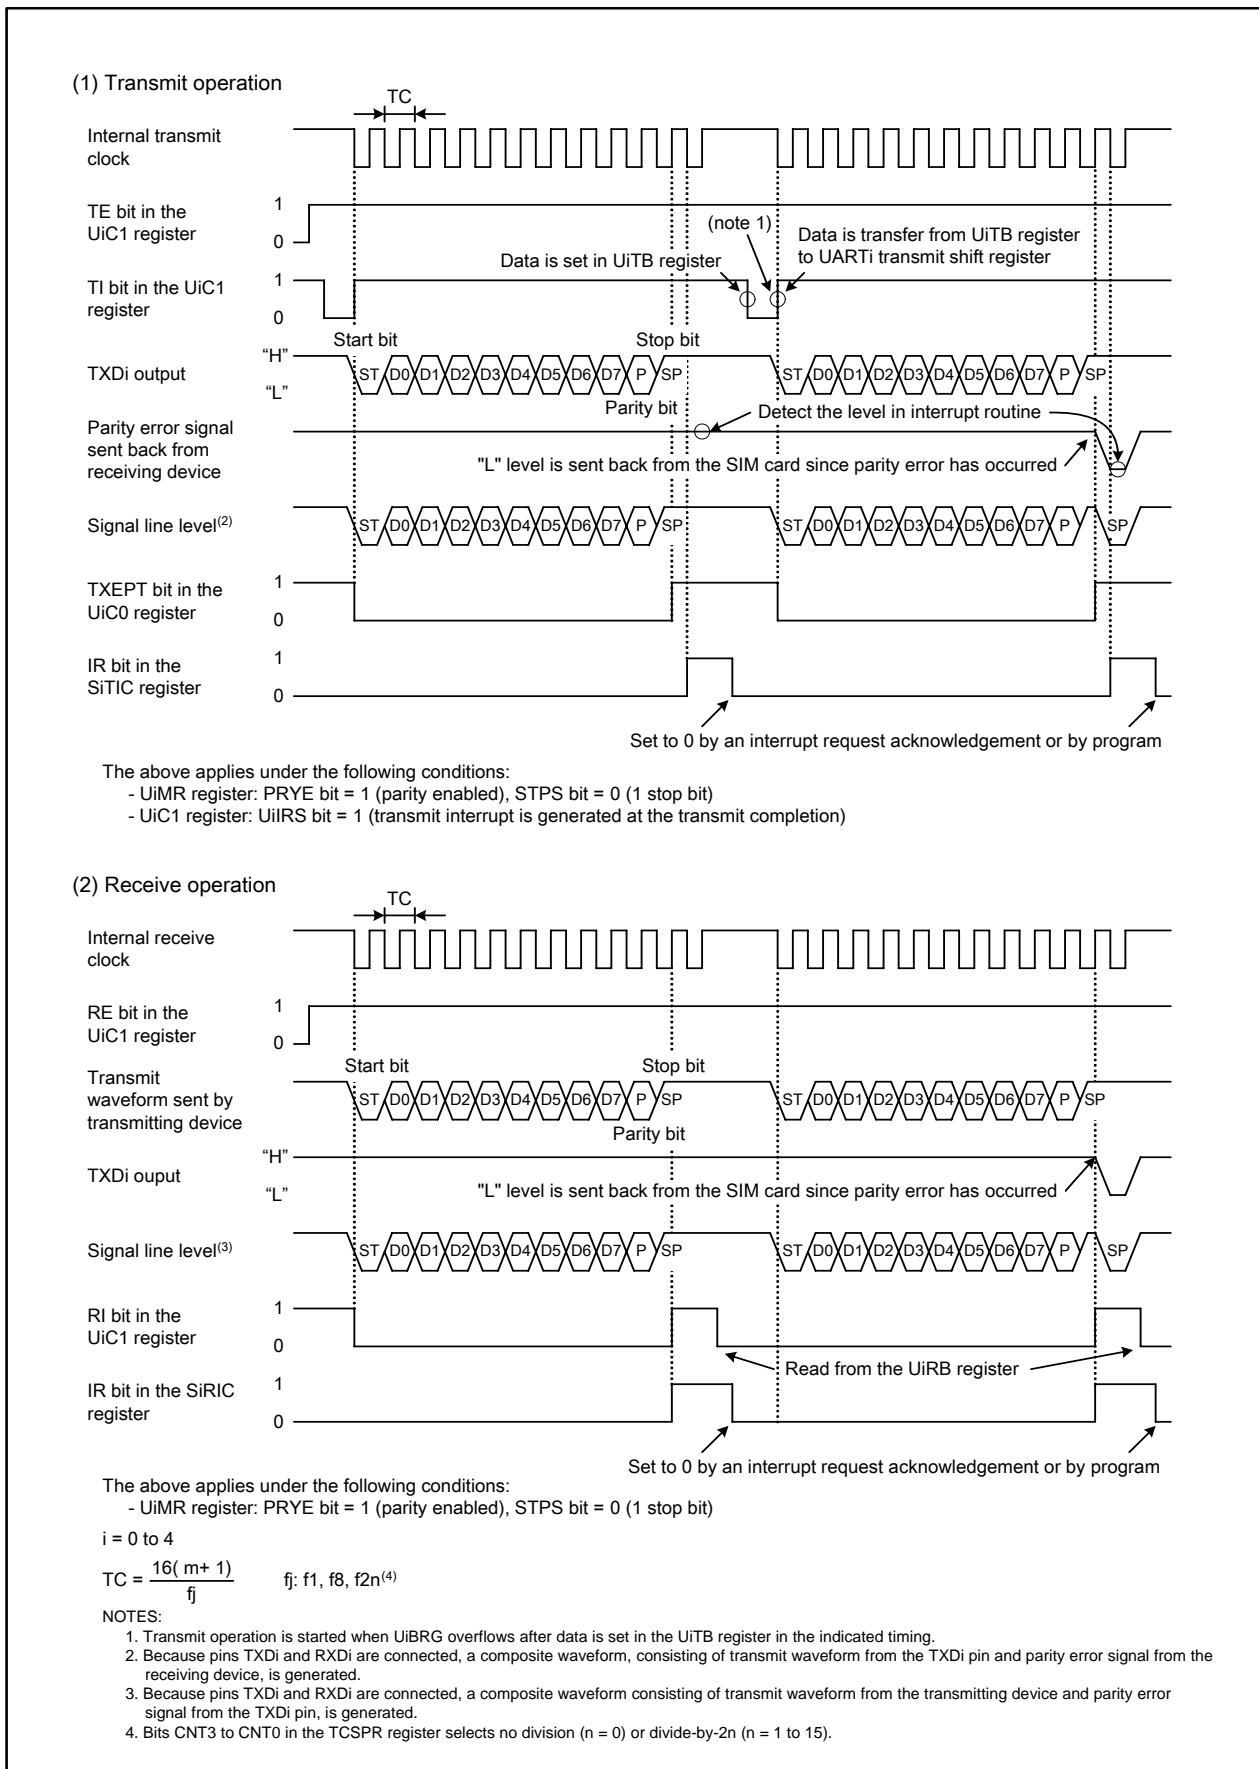 (1) Transmit operation
TC
Internal transmit
clock
TE bit in the
UiC1 register
1
0
(note 1)
Data is transfer from UiTB register
to UARTi transmit shift register
Data is set in UiTB register
TI bit in the UiC1
register
1
0
Start bit
Stop bit
TXDi output
“H”
“L”
ST D0 D1 D2 D3 D4 D5 D6 D7 P SP
ST D0 D1 D2 D3 D4 D5 D6 D7 P SP
Parity bit
Detect the level in interrupt routine
Parity error signal
sent back from
receiving device
"L" level is sent back from the SIM card since parity error has occurred
Signal line level(2)
ST D0 D1 D2 D3 D4 D5 D6 D7 P SP
ST D0 D1 D2 D3 D4 D5 D6 D7 P SP
TXEPT bit in the
UiC0 register
1
0
IR bit in the
SiTIC register
1
0
Set to 0 by an interrupt request acknowledgement or by program
The above applies under the following conditions:
- UiMR register: PRYE bit = 1 (parity enabled), STPS bit = 0 (1 stop bit)
- UiC1 register: UiIRS bit = 1 (transmit interrupt is generated at the transmit completion)
(2) Receive operation
TC
Internal receive
clock
RE bit in the
UiC1 register
1
0
Start bit
Stop bit
Transmit
waveform sent by
transmitting device
ST D0 D1 D2 D3 D4 D5 D6 D7 P SP
ST D0 D1 D2 D3 D4 D5 D6 D7 P SP
Parity bit
TXDi ouput
“H”
“L”
"L" level is sent back from the SIM card since parity error has occurred
Signal line level(3)
ST D0 D1 D2 D3 D4 D5 D6 D7 P SP
ST D0 D1 D2 D3 D4 D5 D6 D7 P SP
RI bit in the
UiC1 register
1
0
Read from the UiRB register
IR bit in the SiRIC
register
1
0
Set to 0 by an interrupt request acknowledgement or by program
The above applies under the following conditions:
- UiMR register: PRYE bit = 1 (parity enabled), STPS bit = 0 (1 stop bit)
i = 0 to 4
TC = 16( m+ 1) / fj fj: f1, f8, f2n(4)
NOTES:
1. Transmit operation is started when UiBRG overflows after data is set in the UiTB register in the indicated timing.
2. Because pins TXDi and RXDi are connected, a composite waveform, consisting of transmit waveform from the TXDi pin and parity error signal from the
receiving device, is generated.
3. Because pins TXDi and RXDi are connected, a composite waveform consisting of transmit waveform from the transmitting device and parity error
signal from the TXDi pin, is generated.
4. Bits CNT3 to CNT0 in the TCSPR register selects no division (n = 0) or divide-by-2n (n = 1 to 15).